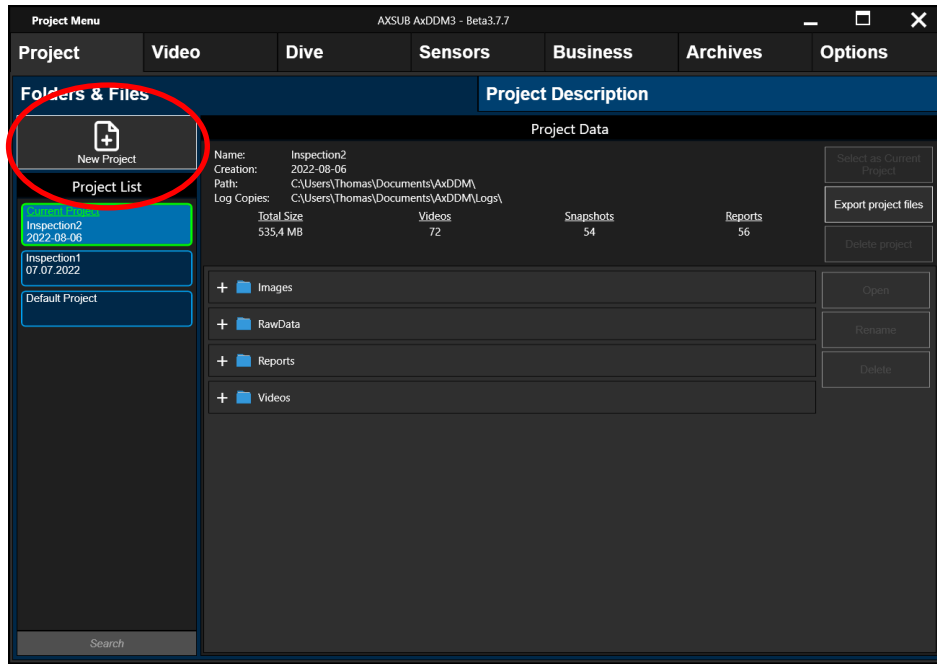 Project Menu
AXSUB AxDDM3 - Beta3.7.7
Project Video Dive Sensors Business Archives Options
Folders & Files
Project Description
New Project
Project List
Current Project
Inspection2
2022-08-06
Inspection1
07.07.2022
Default Project
Search
Project Data
Name: Inspection2
Creation: 2022-08-06
Path: C:\Users\Thomas\Documents\AxDDM\
Log Copies: C:\Users\Thomas\Documents\AxDDM\Logs\
Total Size Videos Snapshots Reports
535,4 MB 72 54 56
Select as Current
Project
Export project files
Delete project
Images
RawData
Reports
Videos
Open
Rename
Delete